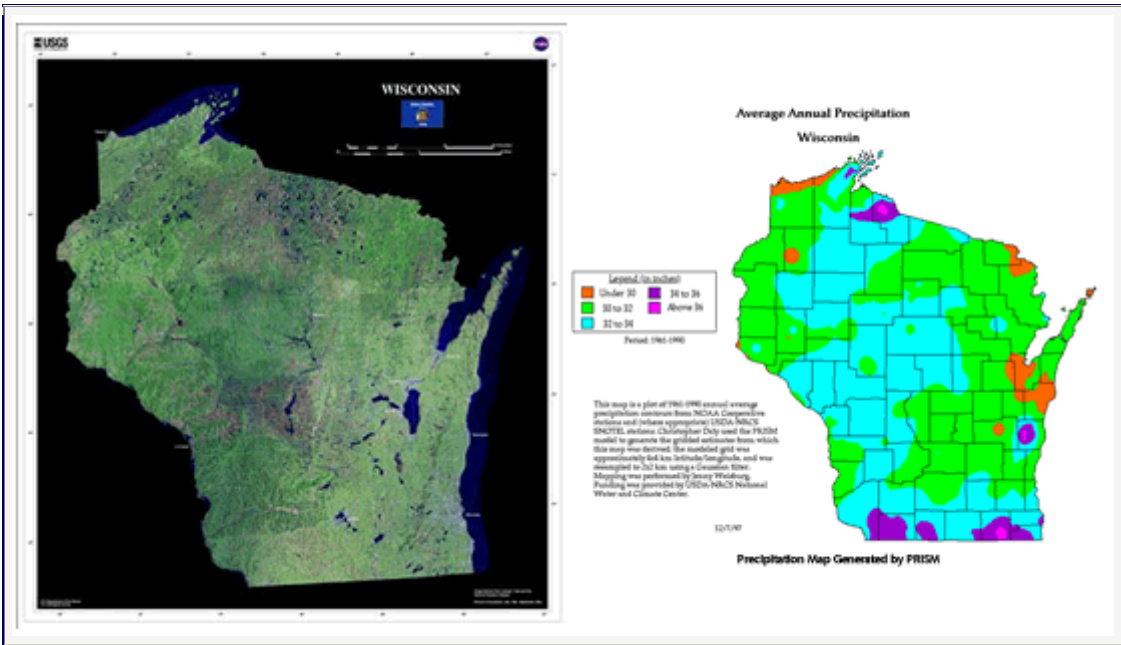 USGS
WISCONSIN
Average Annual Precipitation
Wisconsin
Legend (in inches)
Under 30
30 to 32
32 to 34
34 to 36
Above 36
Period: 1961-1990
This map is a plot of 1961-1990 annual average
precipitation contours from NOAA Cooperative
stations and (where appropriate) USDA-NRCS
SNOTEL stations. Christopher Daly used the PRISM
model to generate the gridded estimates from which
this map was derived; the modeled grid was
approximately 4x4 km latitude/longitude, and was
resampled to 2x2 km using a Gaussian filter.
Mapping was performed by Jenny Weisburg.
Funding was provided by USDA-NRCS National
Water and Climate Center.
12/7/97
Precipitation Map Generated by PRISM